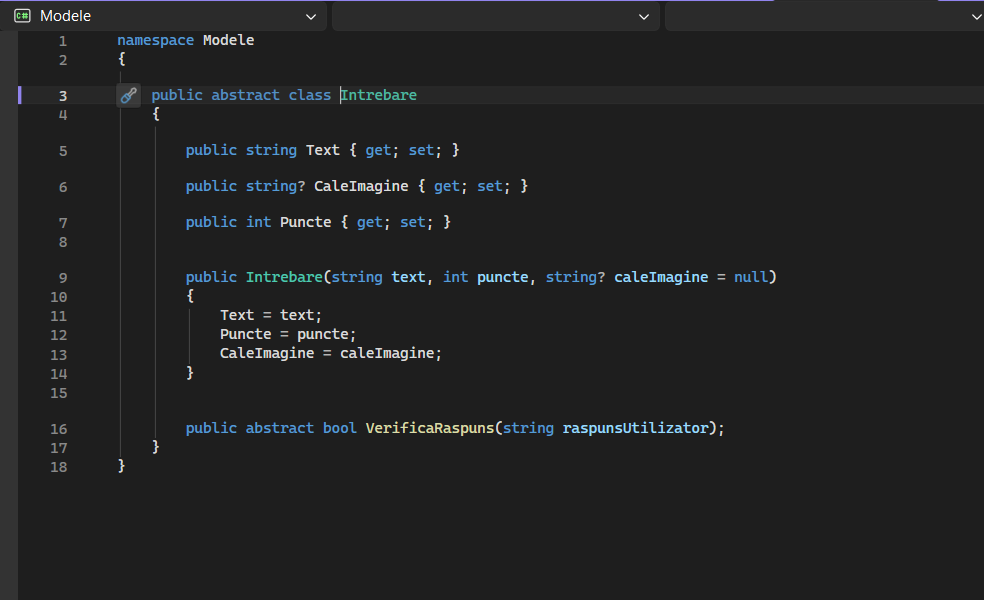 C# Modele
1 namespace Modele
2 {
3 public abstract class Intrebare
4 {
5 public string Text { get; set; }
6 public string? CaleImagine { get; set; }
7 public int Puncte { get; set; }
8
9 public Intrebare(string text, int puncte, string? caleImagine = null)
10 {
11 Text = text;
12 Puncte = puncte;
13 CaleImagine = caleImagine;
14 }
15
16 public abstract bool VerificaRaspuns(string raspunsUtilizator);
17 }
18 }